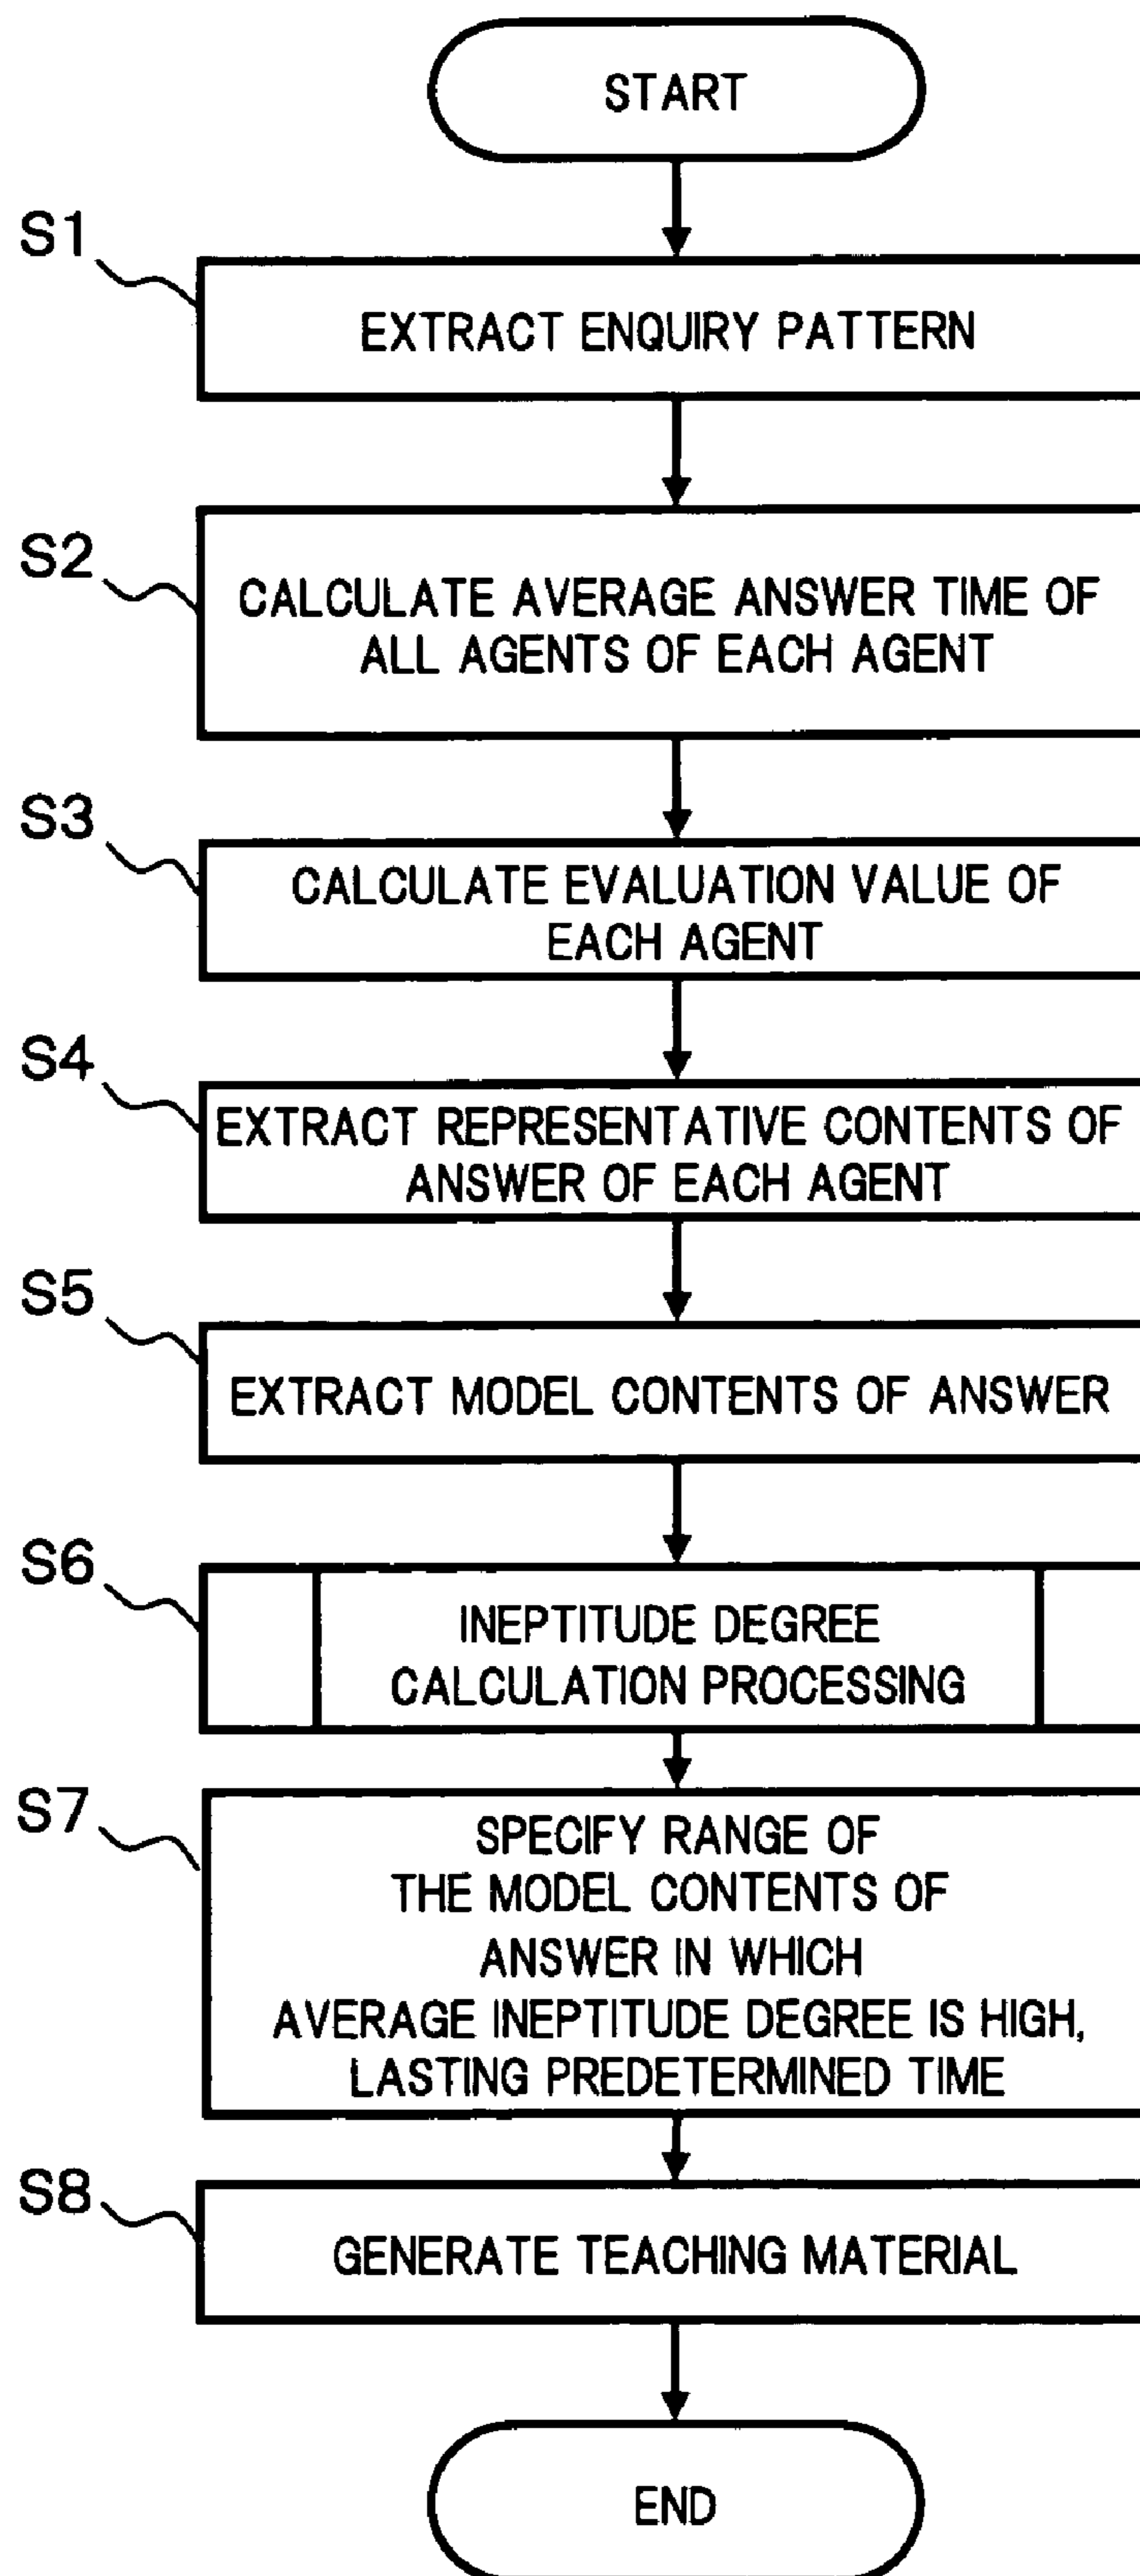 START
S1
EXTRACT ENQUIRY PATTERN
S2
CALCULATE AVERAGE ANSWER TIME OF
ALL AGENTS OF EACH AGENT
S3
CALCULATE EVALUATION VALUE OF
EACH AGENT
S4
EXTRACT REPRESENTATIVE CONTENTS OF
ANSWER OF EACH AGENT
S5
EXTRACT MODEL CONTENTS OF ANSWER
S6
INEPTITUDE DEGREE
CALCULATION PROCESSING
S7
SPECIFY RANGE OF
THE MODEL CONTENTS OF
ANSWER IN WHICH
AVERAGE INEPTITUDE DEGREE IS HIGH,
LASTING PREDETERMINED TIME
S8
GENERATE TEACHING MATERIAL
END